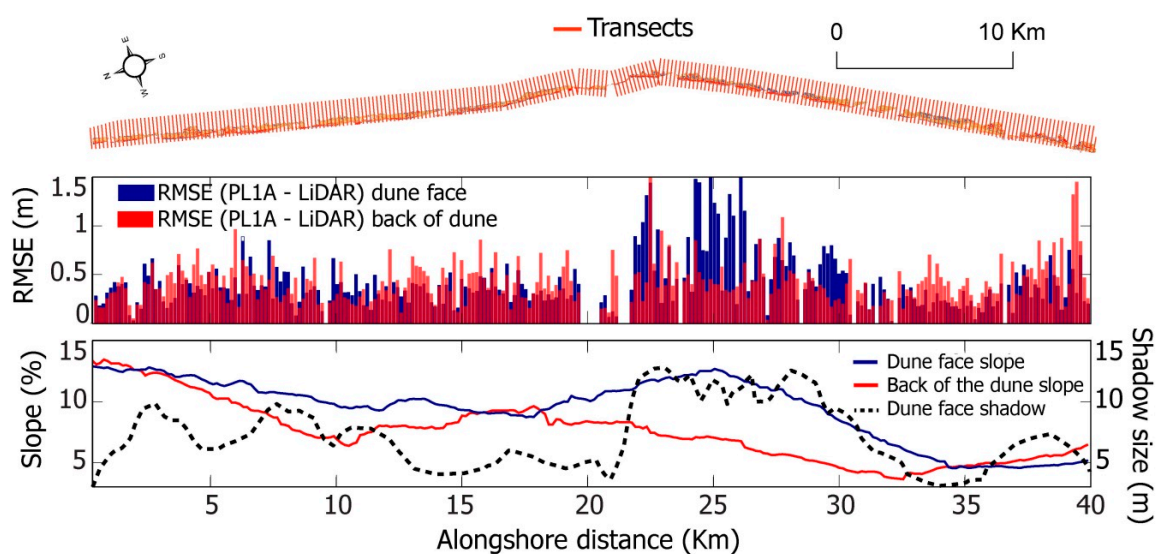 Transects
0 10 Km
E
S
N
W
RMSE (PL1A - LiDAR) dune face
RMSE (PL1A - LiDAR) back of dune
RMSE (m)
1.5
1
0.5
0
Slope (%)
15
10
5
Dune face slope
Back of the dune slope
Dune face shadow
15
10
5
Shadow size (m)
5 10 15 20 25 30 35 40
Alongshore distance (Km)